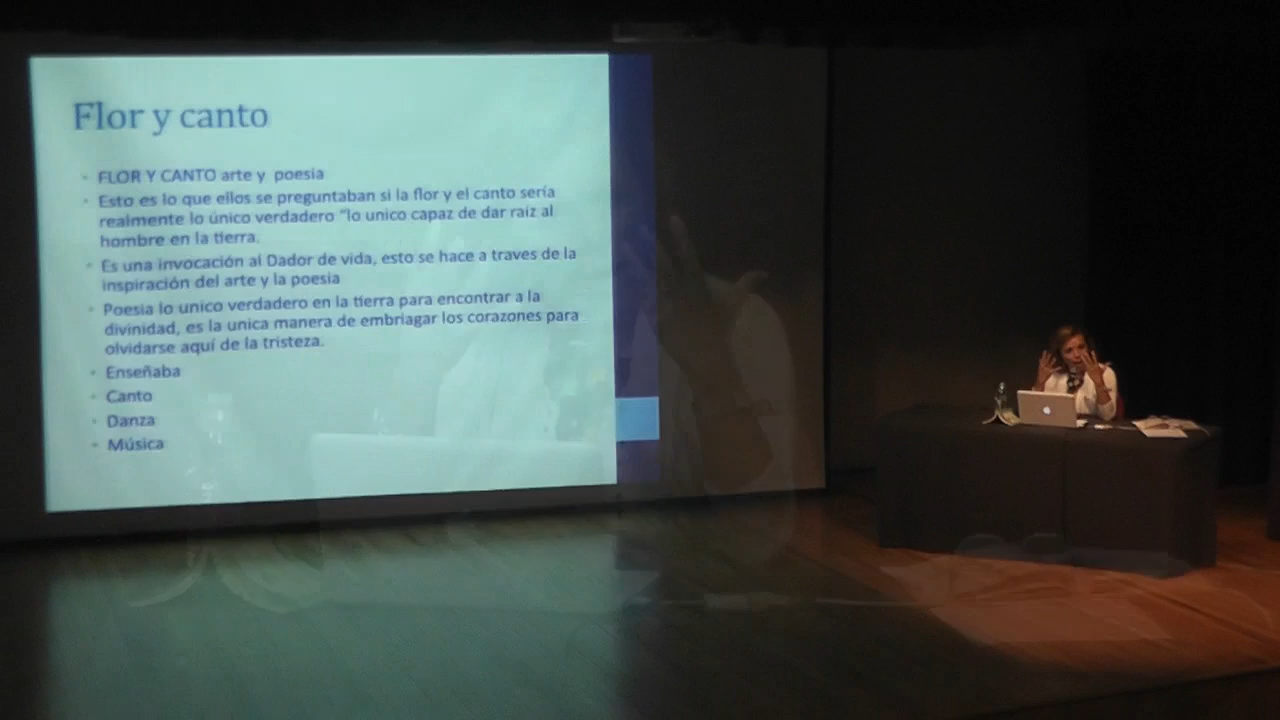 Flor y canto
FLOR Y CANTO arte y poesia
Esto es lo que ellos se preguntaban si la flor y el canto sería
realmente lo único verdadero "lo unico capaz de dar raíz al
hombre en la tierra.
Es una invocación al Dador de vida, esto se hace a traves de la
inspiración del arte y la poesia
Poesia lo unico verdadero en la tierra para encontrar a la
divinidad, es la unica manera de embriagar los corazones para
olvidarse aquí de la tristeza.
Enseñaba
Canto
Danza
Música